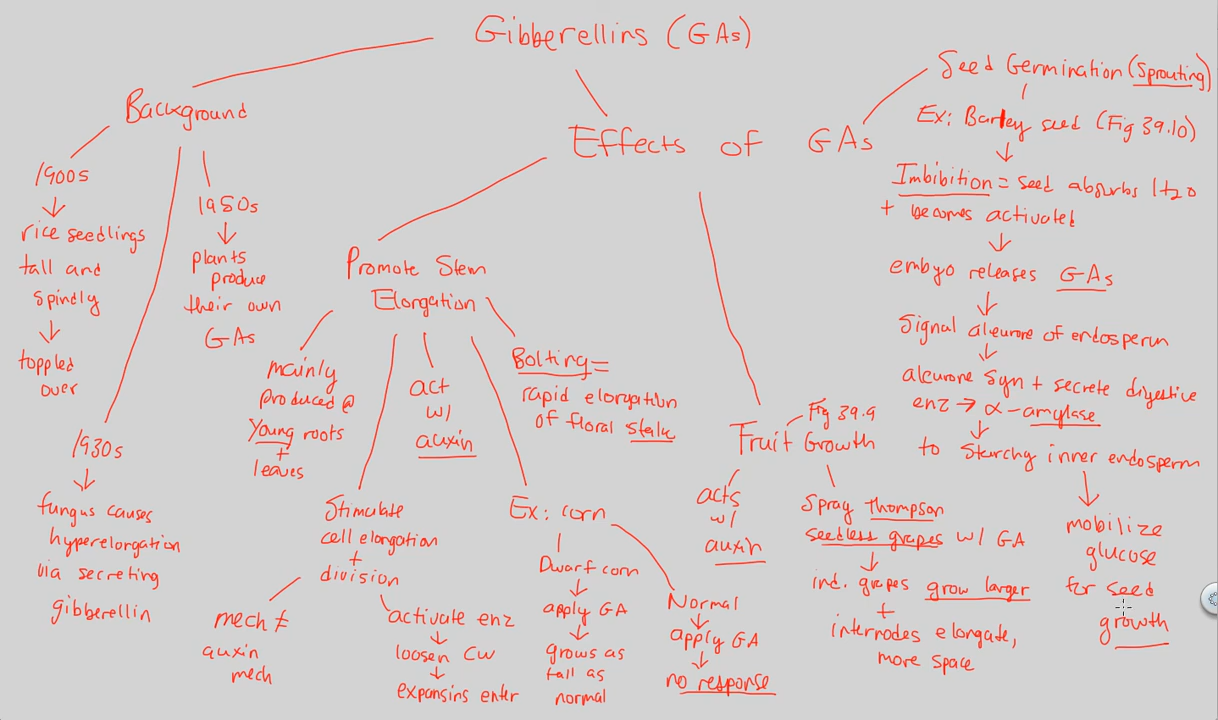 Gibberellins (GAs)
Background
1900s
rice seedlings
tall and
spindly
toppled
over
1930s
fungus causes
hyperelongation
via secreting
gibberellin
1950s
plants
produce
their own
GAs
Effects of GAs
Promote Stem
Elongation
mainly
produced @
young roots
+
leaves
Stimulate
cell elongation
+
division
mech ≠
auxin
mech
activate enz
loosen CW
expansins enter
act
w/
auxin
Ex: corn
Dwarf corn
apply GA
grows as
tall as
normal
Normal
apply GA
no response
Bolting =
rapid elongation
of floral stalk
Fruit Growth
Fig 39.9
acts
w/
auxin
Spray thompson
seedless grapes w/ GA
ind. grapes grow larger
+
internodes elongate,
more space
Seed Germination (Sprouting)
Ex: Barley seed (Fig 39.10)
Imbibition = seed absorbs H2O
+ becomes activated
embyo releases GAs
Signal aleurone of endosperm
aleurone syn + secrete digestive
enz → α-amylase
to starchy inner endosperm
mobilize
glucose
for seed
growth